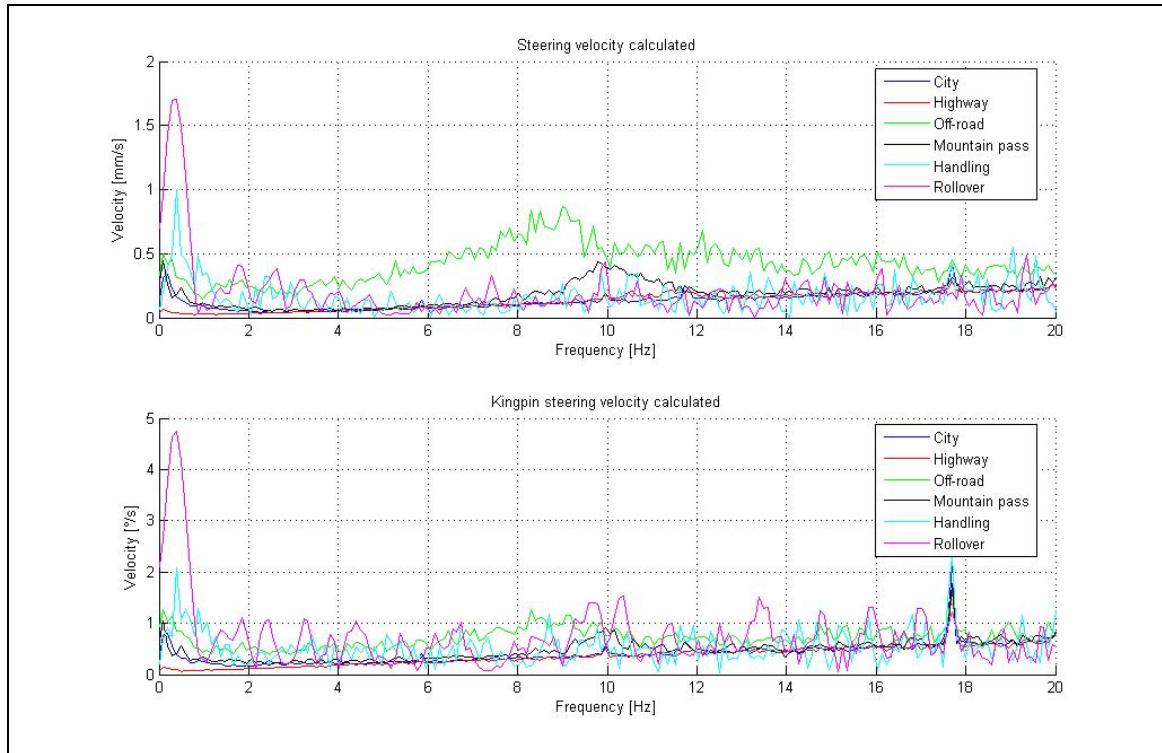 Steering velocity calculated
2
1.5
1
0.5
0
Velocity [mm/s]
City
Highway
Off-road
Mountain pass
Handling
Rollover
0 2 4 6 8 10 12 14 16 18 20
Frequency [Hz]
Kingpin steering velocity calculated
5
4
3
2
1
0
Velocity [°/s]
City
Highway
Off-road
Mountain pass
Handling
Rollover
0 2 4 6 8 10 12 14 16 18 20
Frequency [Hz]